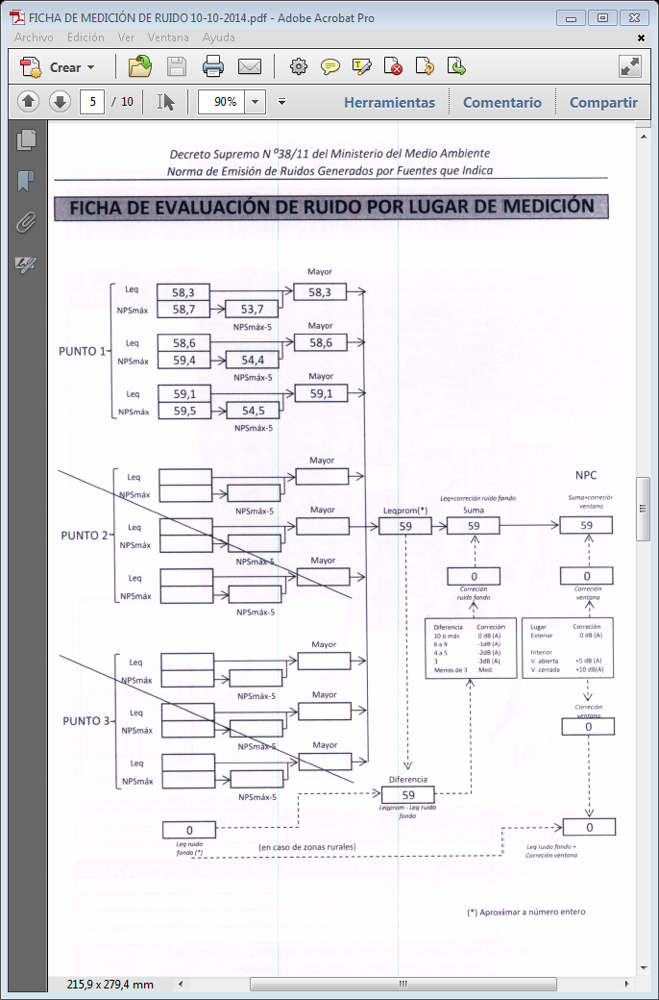 FICHA DE MEDICIÓN DE RUIDO 10-10-2014.pdf - Adobe Acrobat Pro
Archivo Edición Ver Ventana Ayuda
Crear
5 / 10 90% Herramientas Comentario Compartir
Decreto Supremo N º38/11 del Ministerio del Medio Ambiente
Norma de Emisión de Ruidos Generados por Fuentes que Indica
FICHA DE EVALUACIÓN DE RUIDO POR LUGAR DE MEDICIÓN
PUNTO 1
Mayor
Leq 58,3 58,3
NPSmáx 58,7 53,7
NPSmáx-5
Mayor
Leq 58,6 58,6
NPSmáx 59,4 54,4
NPSmáx-5
Mayor
Leq 59,1 59,1
NPSmáx 59,5 54,5
NPSmáx-5
PUNTO 2
Mayor
Leq
NPSmáx
NPSmáx-5
Mayor
Leq
NPSmáx
NPSmáx-5
Mayor
Leq
NPSmáx
NPSmáx-5
PUNTO 3
Mayor
Leq
NPSmáx
NPSmáx-5
Mayor
Leq
NPSmáx
NPSmáx-5
Mayor
Leq
NPSmáx
NPSmáx-5
Leqprom(*)
59
Leq+correción ruido fondo
Suma
59
NPC
Suma+correción
ventana
59
0
Correción
ruido fondo
0
Correción
ventana
Diferencia Correción
10 o más 0 dB (A)
6 a 9 -1dB (A)
4 a 5 -2dB (A)
3 -3dB (A)
Menos de 3 Med.
Lugar Correción
Exterior 0 dB (A)
Interior
V. abierta +5 dB (A)
V. cerrada +10 dB(A)
Correción
ventana
0
Diferencia
59
Leqprom - Leq ruido
fondo
0
Leq ruido
fondo (*)
(en caso de zonas rurales)
0
Leq ruido fondo +
Correción ventana
(*) Aproximar a número entero
215,9 x 279,4 mm